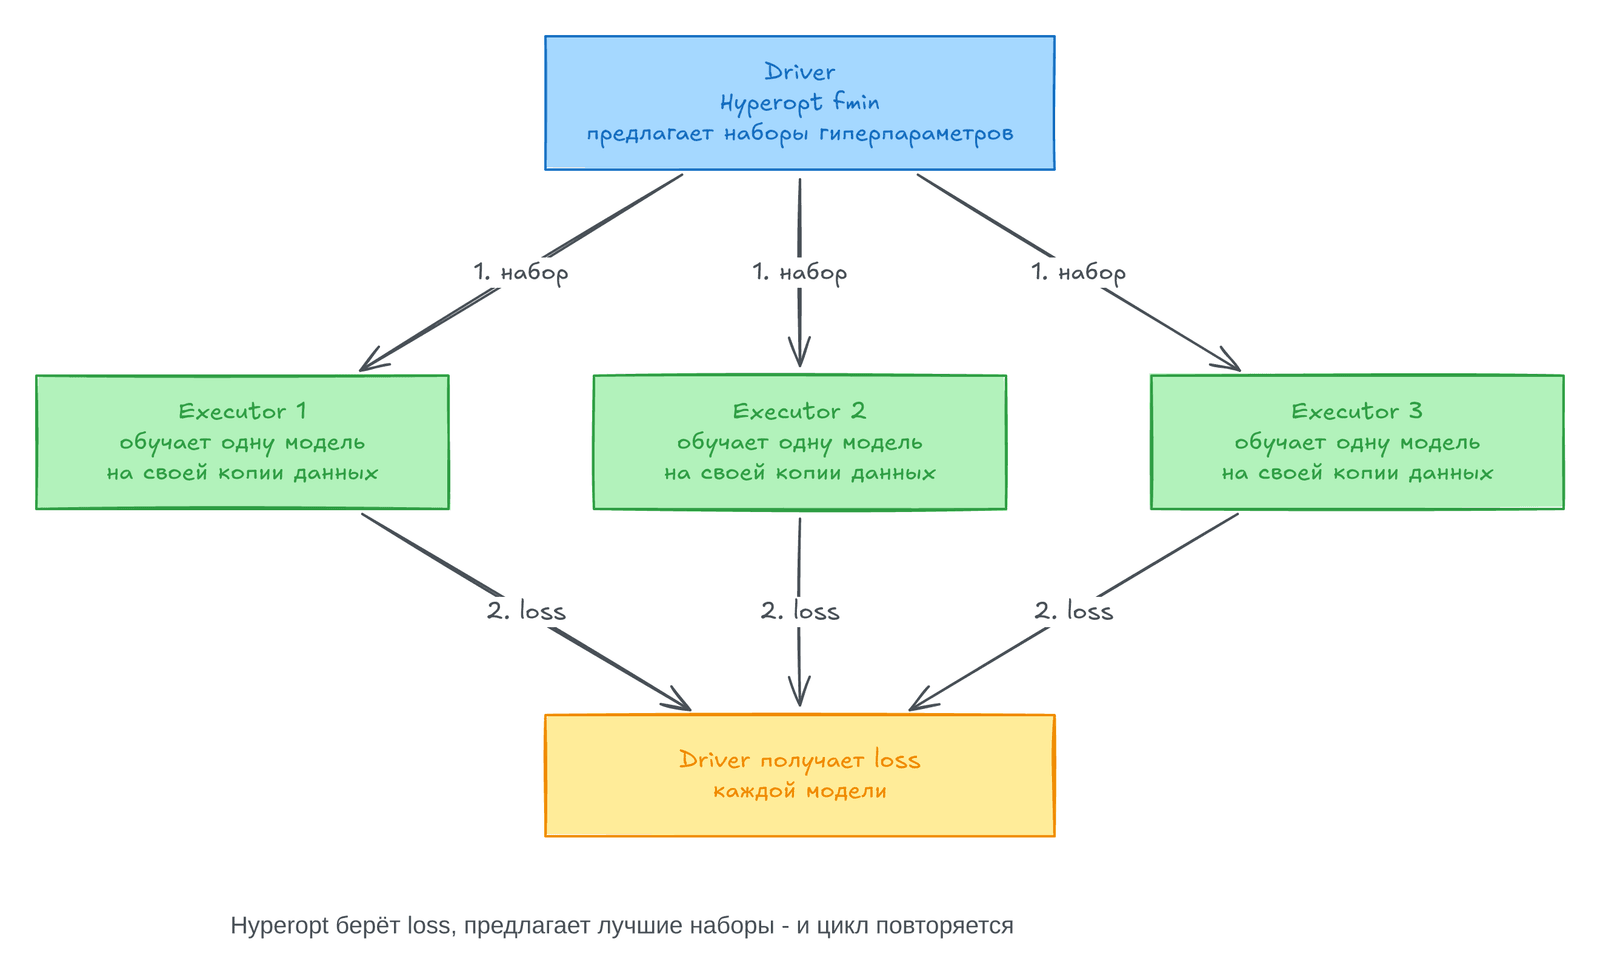 Driver
Hyperopt fmin
предлагает наборы гиперпараметров
1. набор
1. набор
1. набор
Executor 1
обучает одну модель
на своей копии данных
Executor 2
обучает одну модель
на своей копии данных
Executor 3
обучает одну модель
на своей копии данных
2. loss
2. loss
2. loss
Driver получает loss
каждой модели
Hyperopt берёт loss, предлагает лучшие наборы - и цикл повторяется